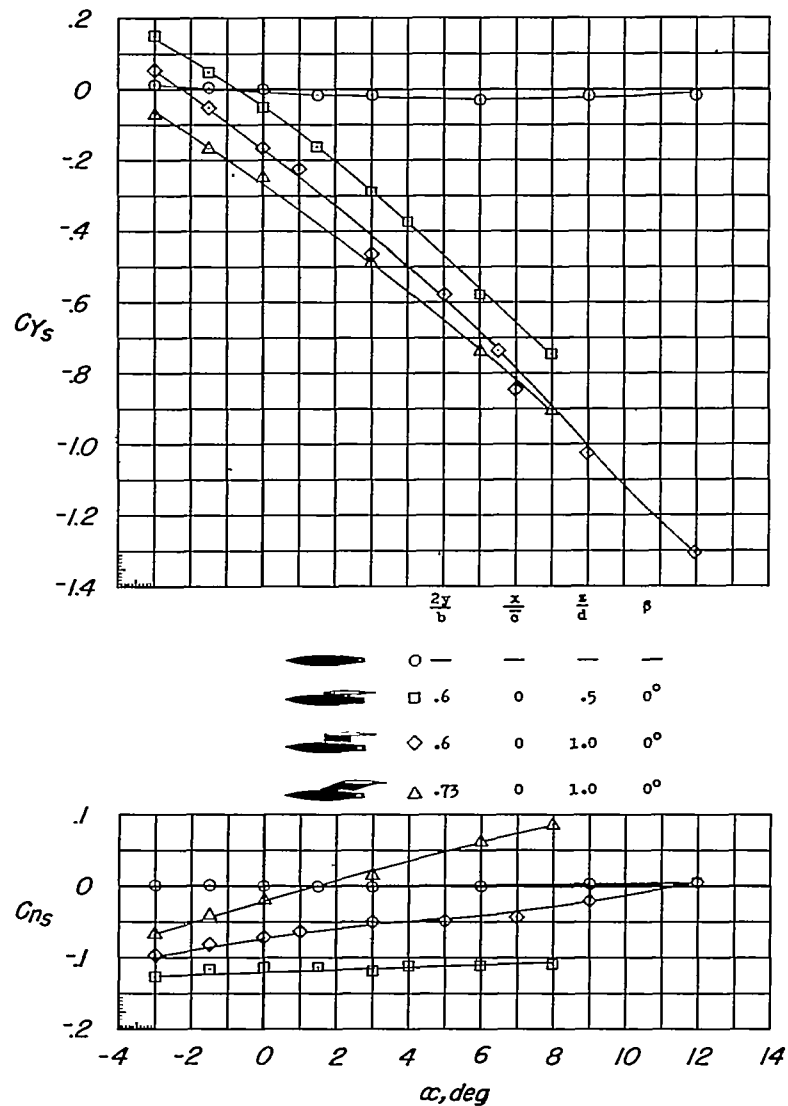 .2
0
-.2
-.4
-.6
-.8
-1.0
-1.2
-1.4
CYs
2y/b x/c̄ z/d β
○ — — — —
□ .6 0 .5 0°
◇ .6 0 1.0 0°
△ .73 0 1.0 0°
.1
0
-.1
-.2
Cns
-4 -2 0 2 4 6 8 10 12 14
α, deg